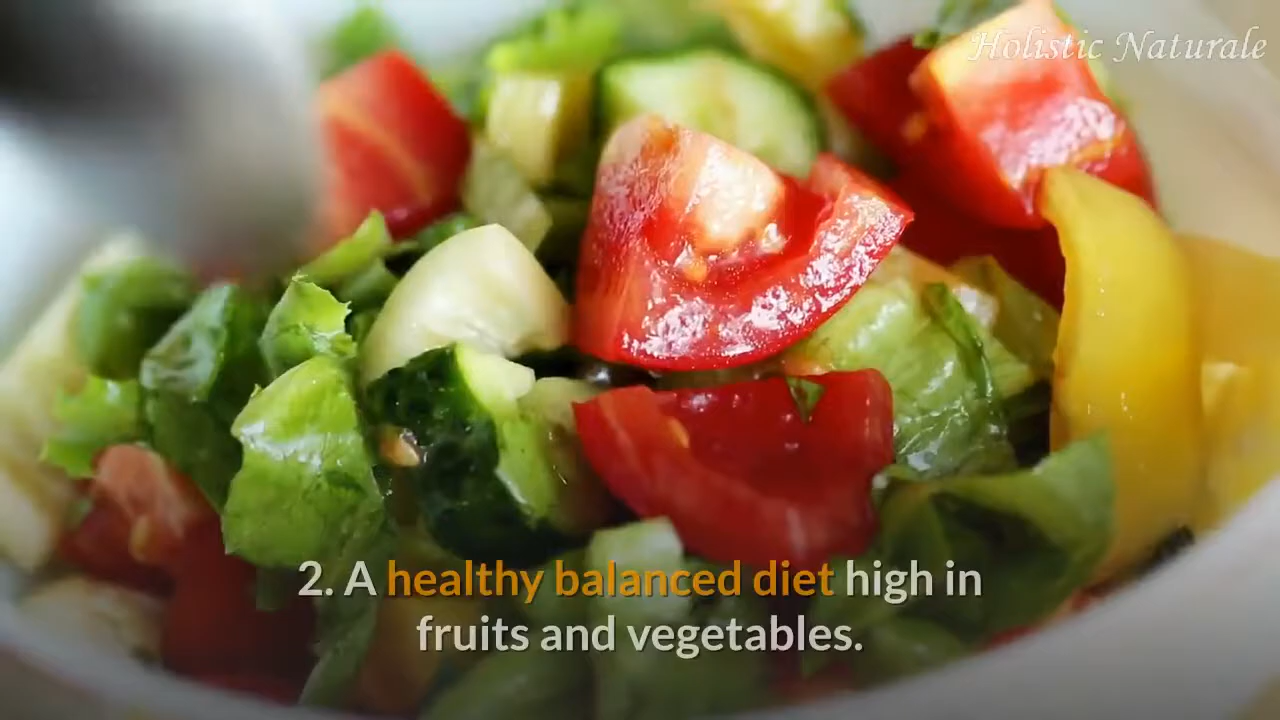 Holistic Naturale
2. A healthy balanced diet high in
fruits and vegetables.